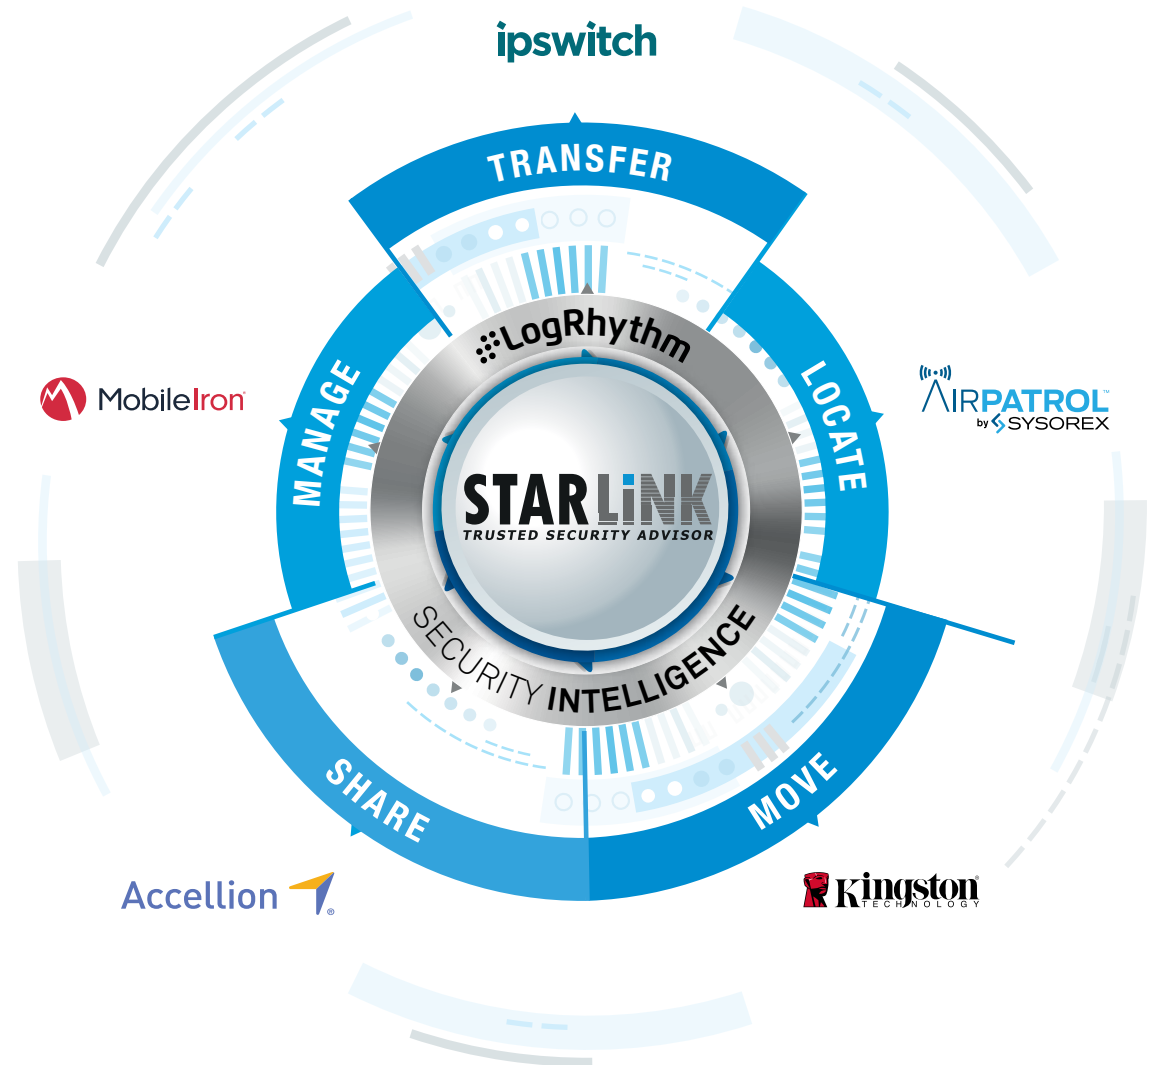 ipswitch
TRANSFER
LogRhythm
MANAGE
LOCATE
MobileIron
AIRPATROL™
by SYSOREX
STARLiNK
TRUSTED SECURITY ADVISOR
SECURITY INTELLIGENCE
SHARE
MOVE
Accellion®
Kingston
TECHNOLOGY